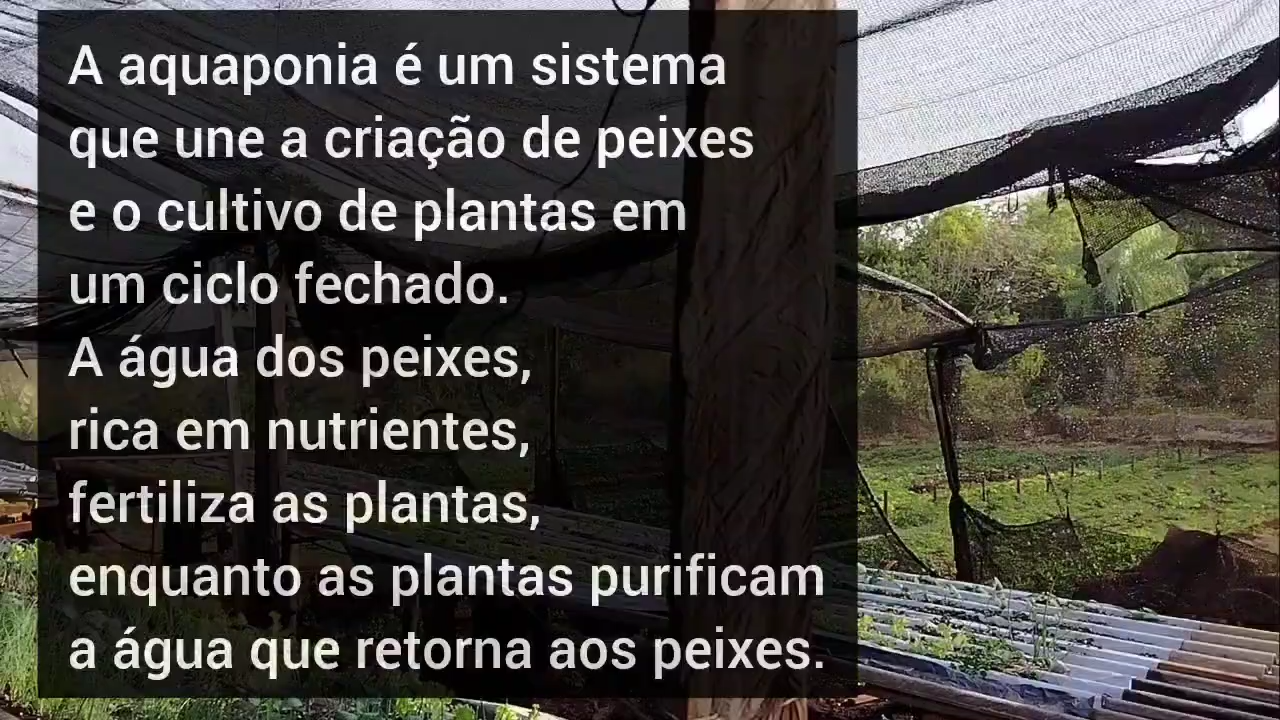 A aquaponia é um sistema
que une a criação de peixes
e o cultivo de plantas em
um ciclo fechado.
A água dos peixes,
rica em nutrientes,
fertiliza as plantas,
enquanto as plantas purificam
a água que retorna aos peixes.